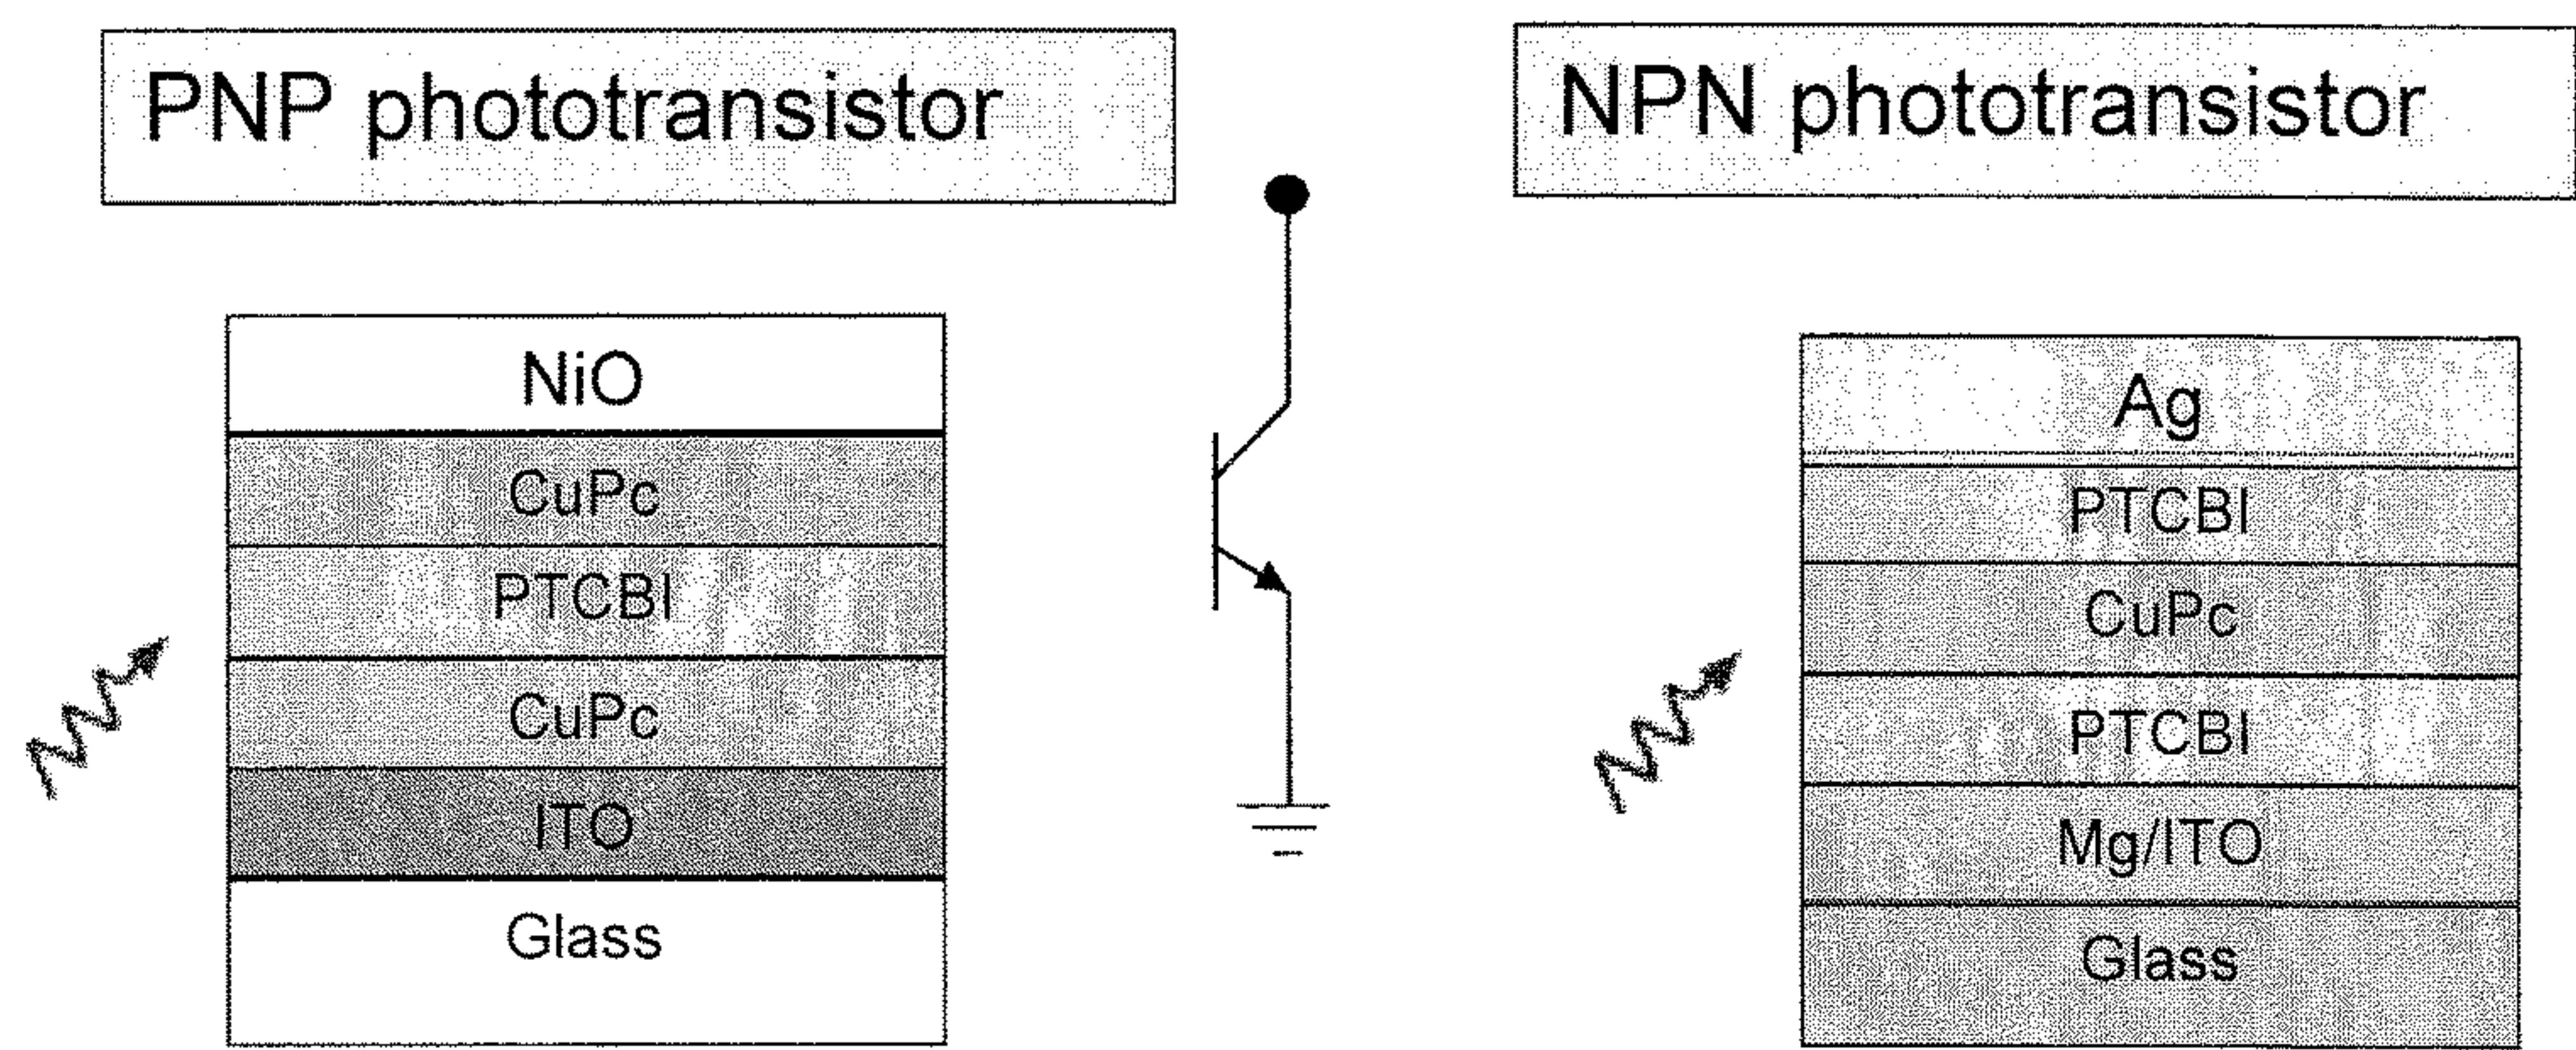 PNP phototransistor
NPN phototransistor
NiO
CuPc
PTCBI
CuPc
ITO
Glass
Ag
PTCBI
CuPc
PTCBI
Mg/ITO
Glass